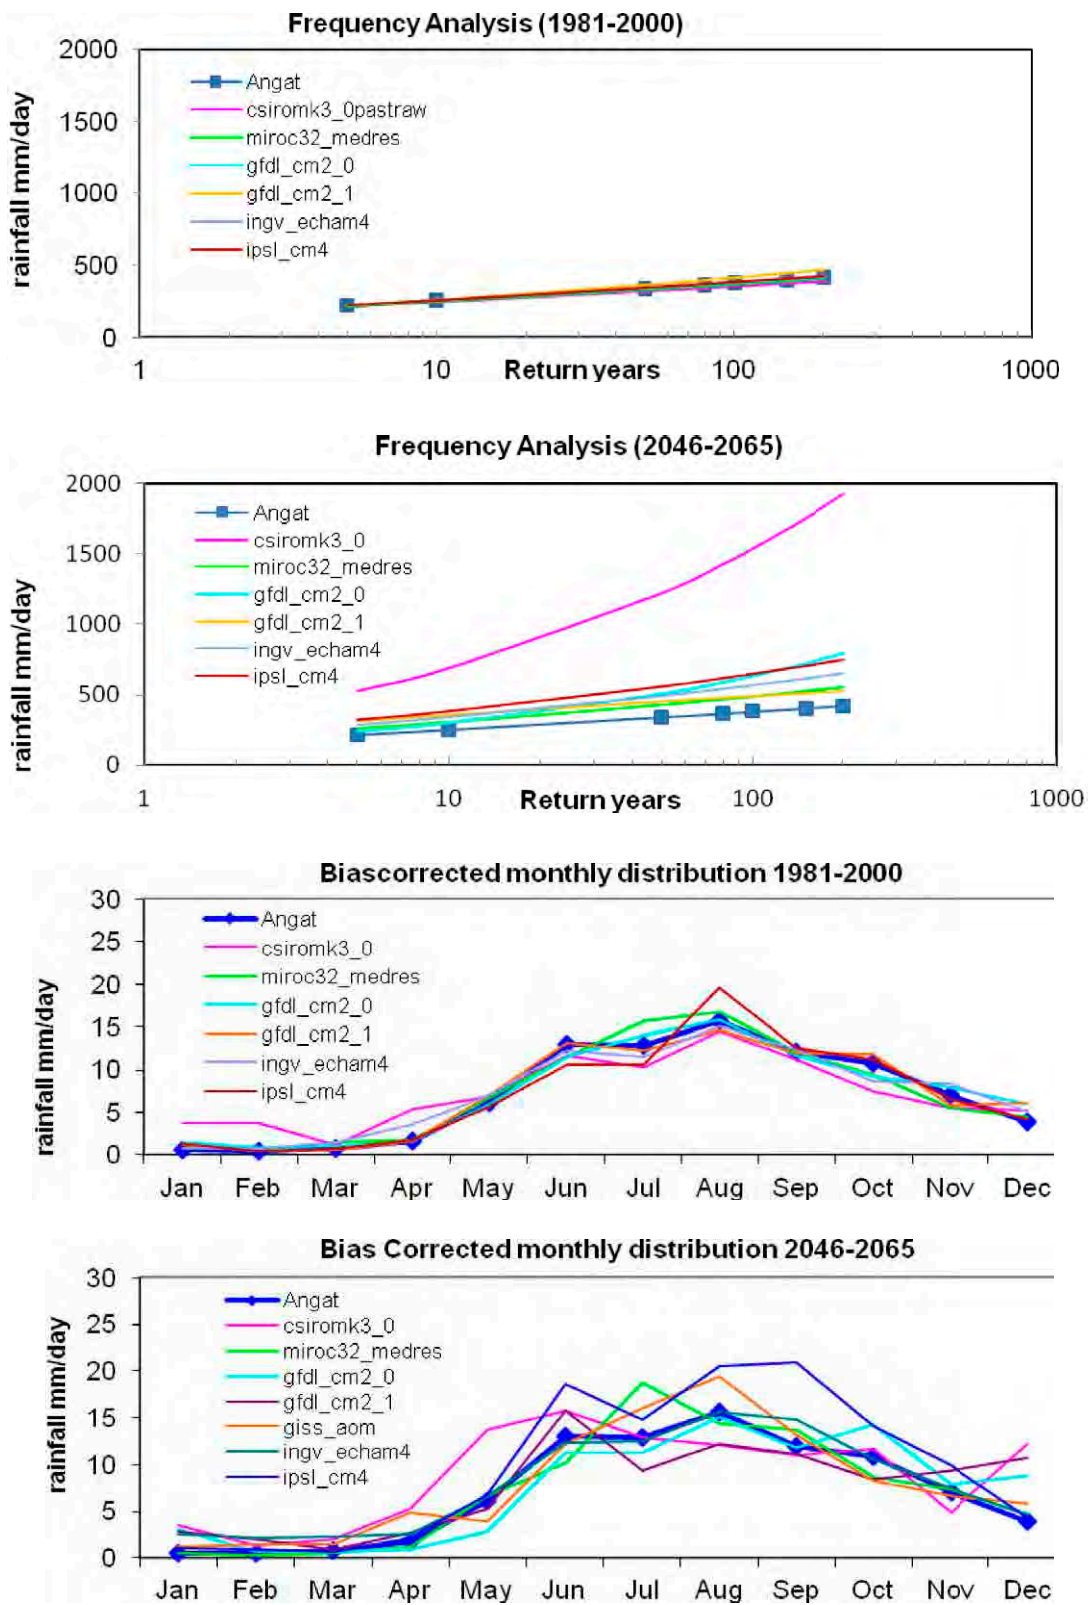 Frequency Analysis (1981-2000)
rainfall mm/day
2000
1500
1000
500
0
Angat
csiromk3_0pastraw
miroc32_medres
gfdl_cm2_0
gfdl_cm2_1
ingv_echam4
ipsl_cm4
1
10
Return years
100
1000
Frequency Analysis (2046-2065)
rainfall mm/day
2000
1500
1000
500
0
Angat
csiromk3_0
miroc32_medres
gfdl_cm2_0
gfdl_cm2_1
ingv_echam4
ipsl_cm4
1
10
Return years
100
1000
Biascorrected monthly distribution 1981-2000
rainfall mm/day
30
25
20
15
10
5
0
Angat
csiromk3_0
miroc32_medres
gfdl_cm2_0
gfdl_cm2_1
ingv_echam4
ipsl_cm4
Jan Feb Mar Apr May Jun Jul Aug Sep Oct Nov Dec
Bias Corrected monthly distribution 2046-2065
rainfall mm/day
30
25
20
15
10
5
0
Angat
csiromk3_0
miroc32_medres
gfdl_cm2_0
gfdl_cm2_1
giss_aom
ingv_echam4
ipsl_cm4
Jan Feb Mar Apr May Jun Jul Aug Sep Oct Nov Dec